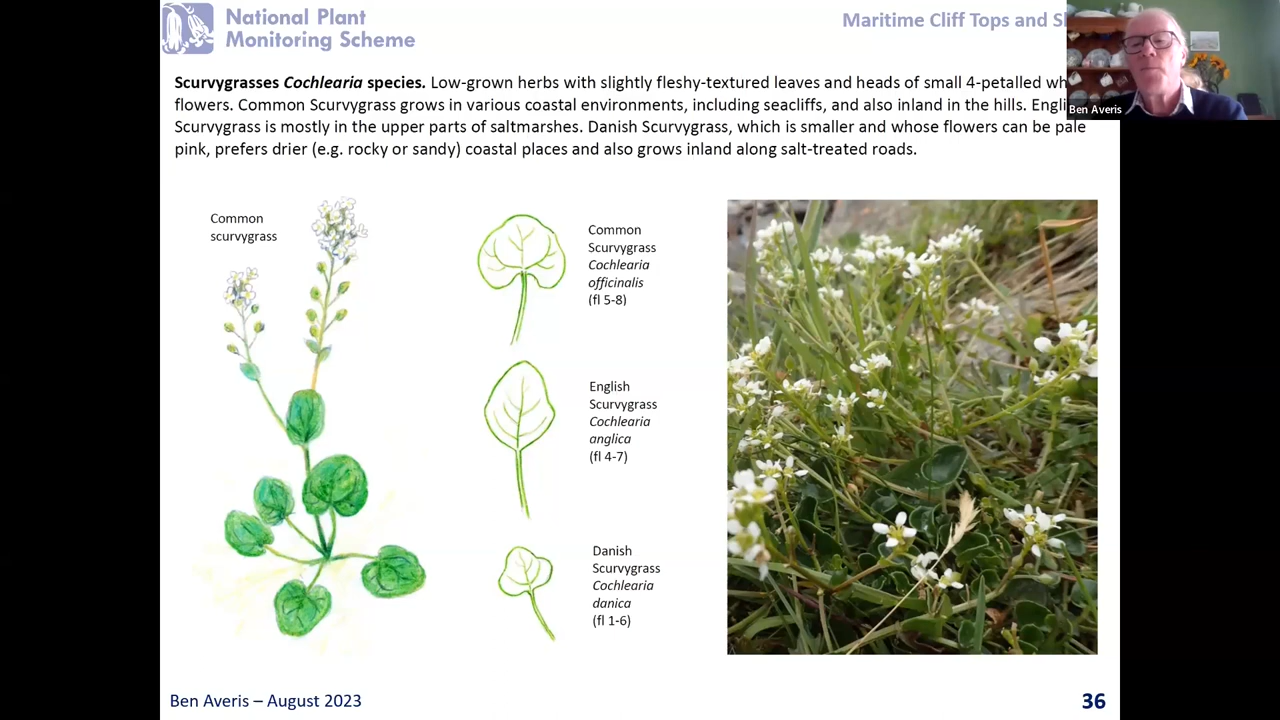 National Plant
Monitoring Scheme
Maritime Cliff Tops and
Ben Averis
Scurvygrasses Cochlearia species. Low-grown herbs with slightly fleshy-textured leaves and heads of small 4-petalled
flowers. Common Scurvygrass grows in various coastal environments, including seacliffs, and also inland in the hills.
Scurvygrass is mostly in the upper parts of saltmarshes. Danish Scurvygrass, which is smaller and whose flowers can be pale
pink, prefers drier (e.g. rocky or sandy) coastal places and also grows inland along salt-treated roads.
Common
scurvygrass
Common
Scurvygrass
Cochlearia
officinalis
(fl 5-8)
English
Scurvygrass
Cochlearia
anglica
(fl 4-7)
Danish
Scurvygrass
Cochlearia
danica
(fl 1-6)
Ben Averis – August 2023
36